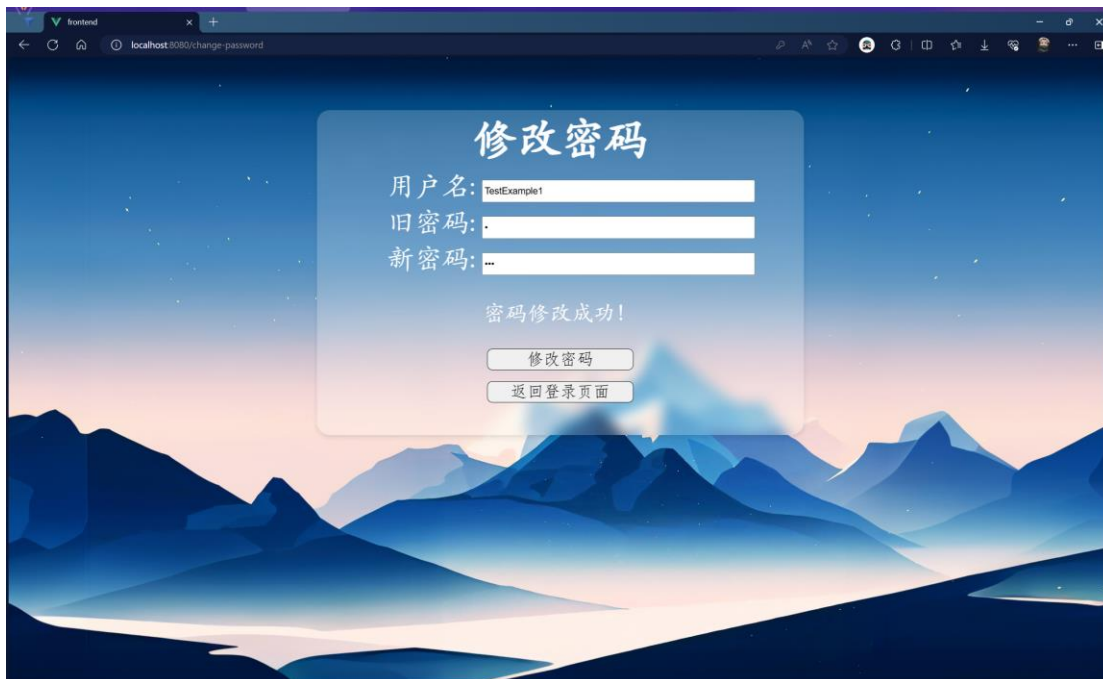 frontend
localhost:8080/change-password
修改密码
用户名: TestExample1
旧密码: •
新密码: •••
密码修改成功!
修改密码
返回登录页面